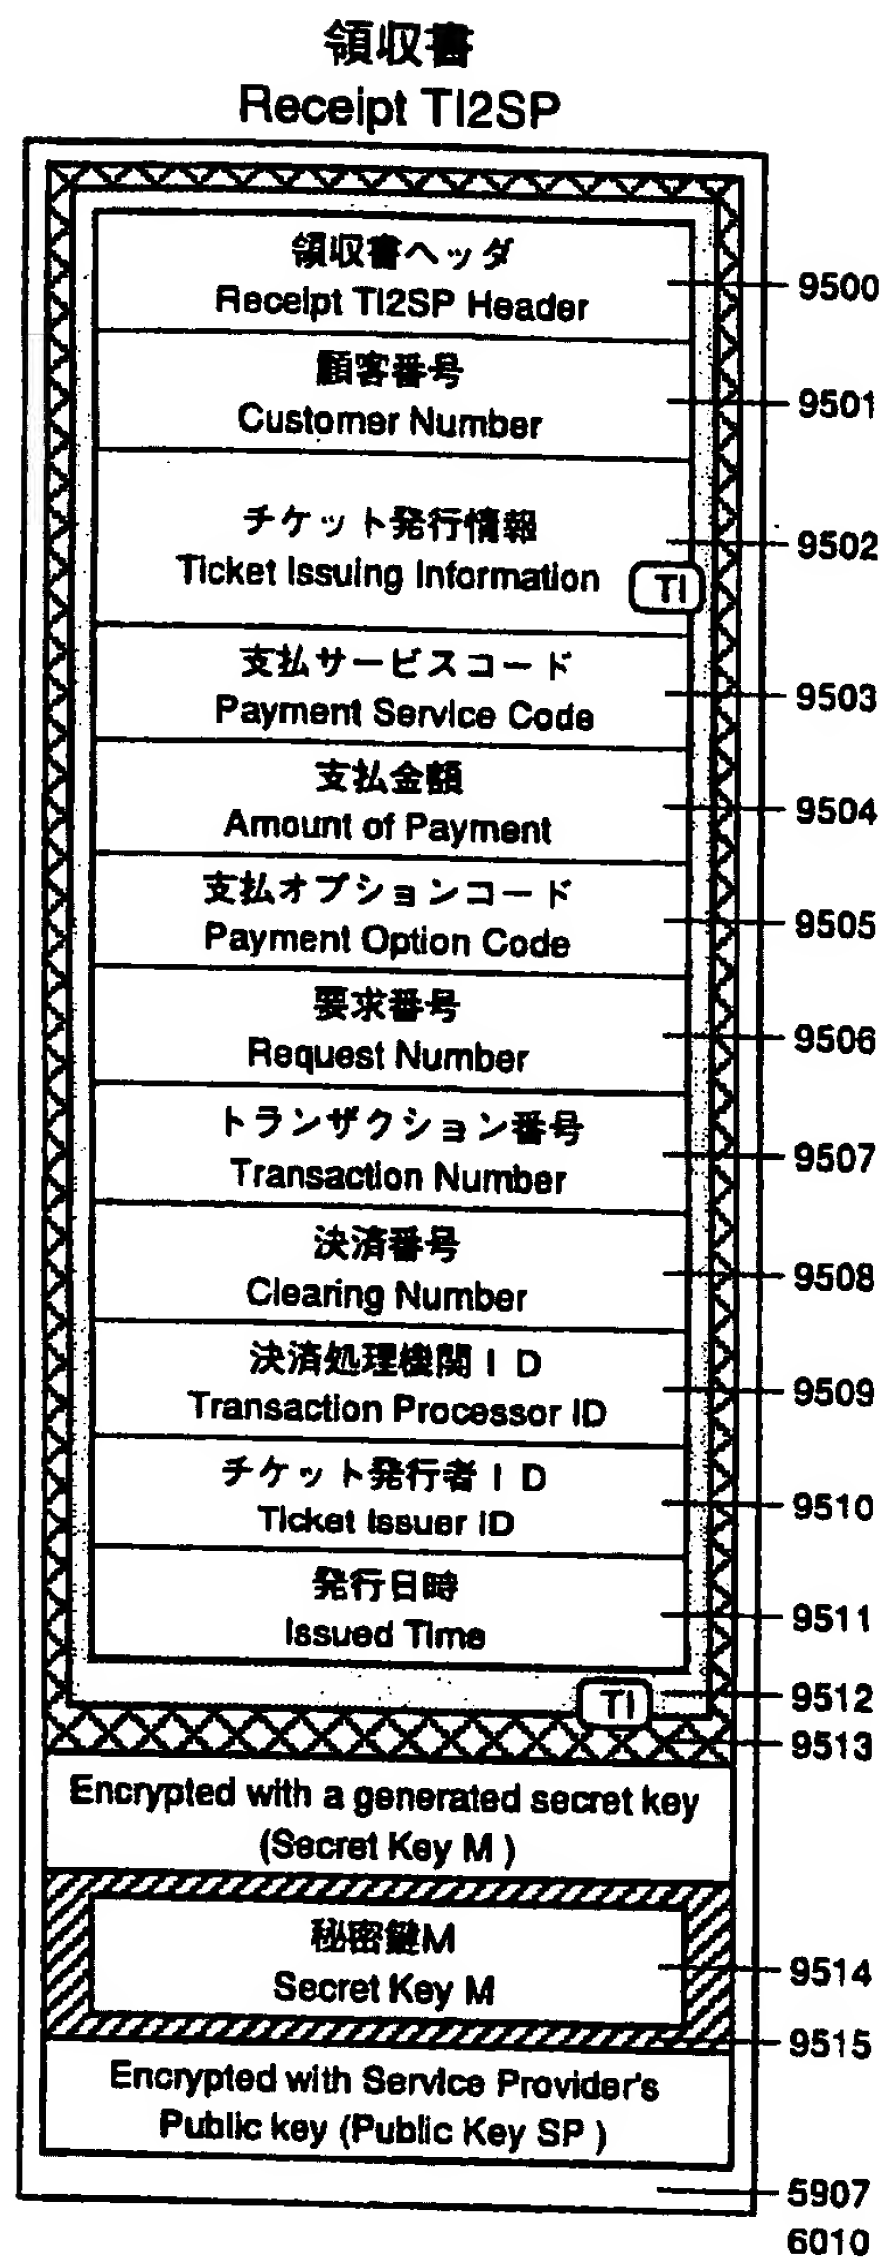 領収書
Receipt TI2SP
領収書ヘッダ
Receipt TI2SP Header
9500
顧客番号
Customer Number
9501
チケット発行情報
Ticket Issuing Information
TI
9502
支払サービスコード
Payment Service Code
9503
支払金額
Amount of Payment
9504
支払オプションコード
Payment Option Code
9505
要求番号
Request Number
9506
トランザクション番号
Transaction Number
9507
決済番号
Clearing Number
9508
決済処理機関ID
Transaction Processor ID
9509
チケット発行者ID
Ticket Issuer ID
9510
発行日時
Issued Time
9511
TI
9512
9513
Encrypted with a generated secret key
(Secret Key M )
秘密鍵M
Secret Key M
9514
9515
Encrypted with Service Provider's
Public key (Public Key SP )
5907
6010